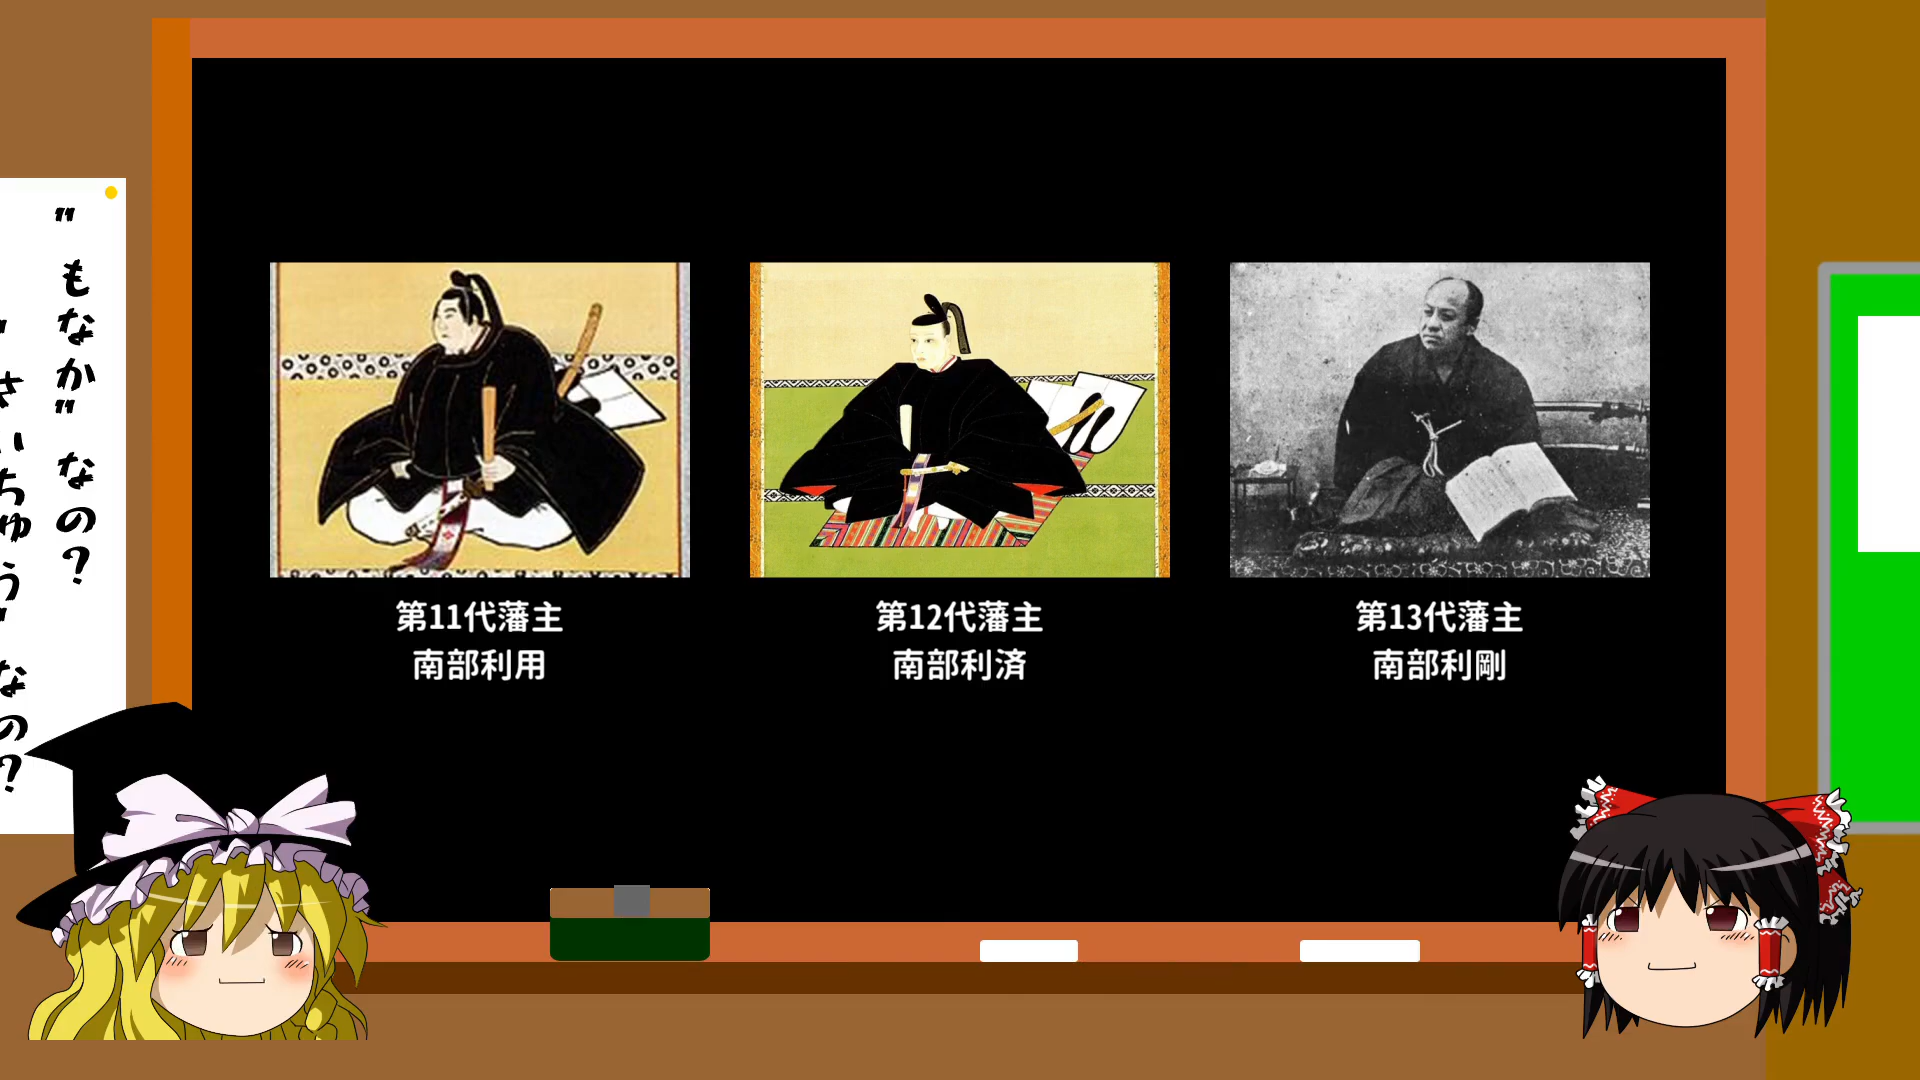 "もなか"なの?
"さいちゅう"なの?
第11代藩主
南部利用
第12代藩主
南部利済
第13代藩主
南部利剛